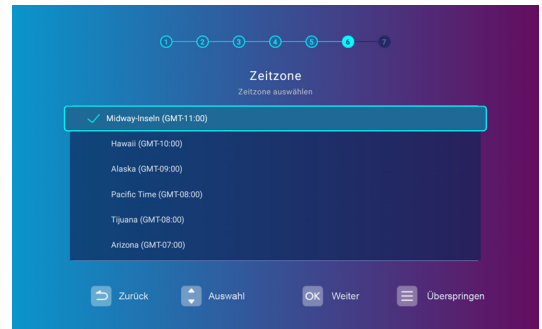 1 2 3 4 5 6 7
Zeitzone
Zeitzone auswählen
Midway-Inseln (GMT-11:00)
Hawaii (GMT-10:00)
Alaska (GMT-09:00)
Pacific Time (GMT-08:00)
Tijuana (GMT-08:00)
Arizona (GMT-07:00)
Zurück Auswahl OK Weiter Überspringen